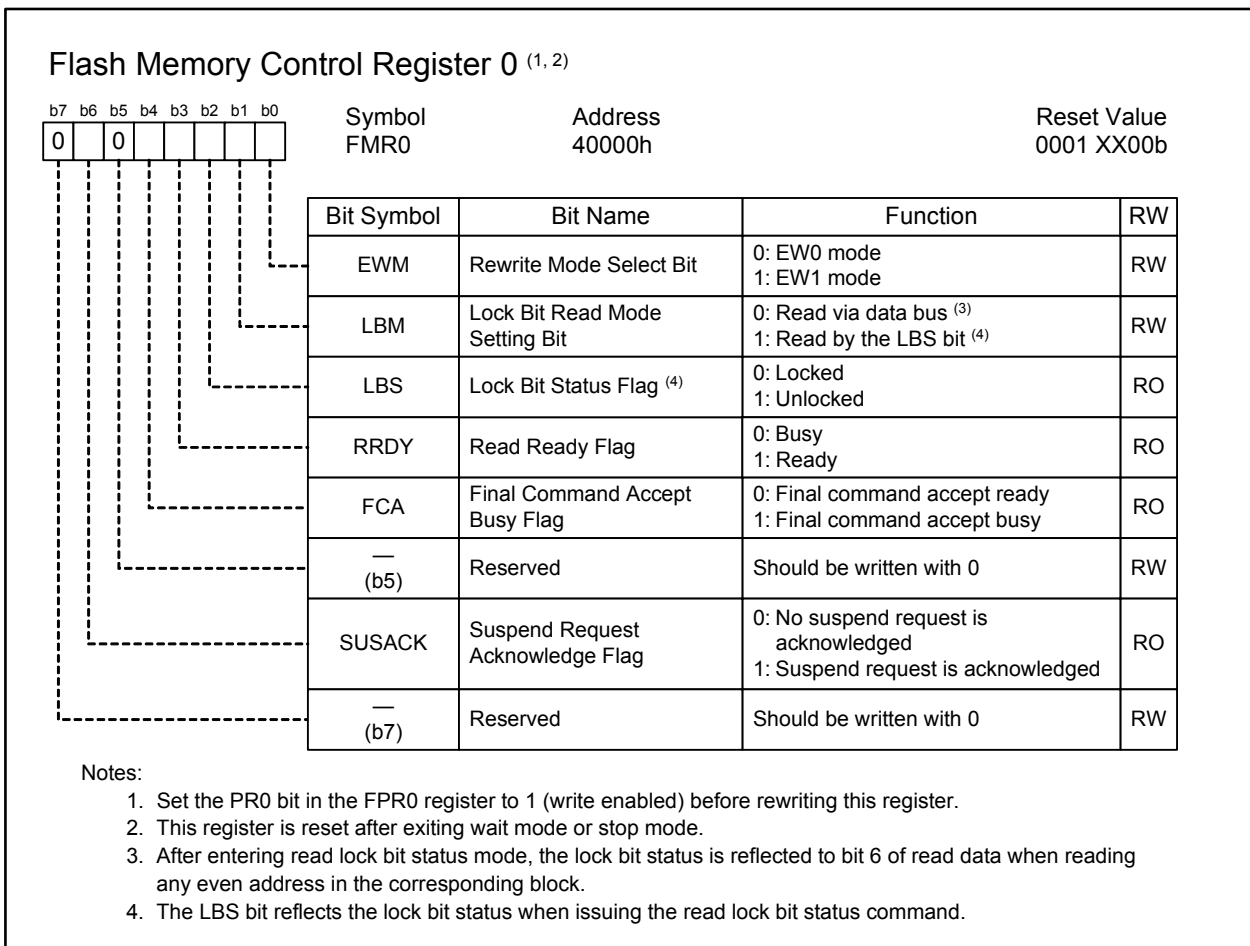 Flash Memory Control Register 0 (1, 2)
b7 b6 b5 b4 b3 b2 b1 b0
0 0
Symbol Address Reset Value
FMR0 40000h 0001 XX00b
Bit Symbol Bit Name Function RW
EWM Rewrite Mode Select Bit 0: EW0 mode
1: EW1 mode RW
LBM Lock Bit Read Mode
Setting Bit 0: Read via data bus (3)
1: Read by the LBS bit (4) RW
LBS Lock Bit Status Flag (4) 0: Locked
1: Unlocked RO
RRDY Read Ready Flag 0: Busy
1: Ready RO
FCA Final Command Accept
Busy Flag 0: Final command accept ready
1: Final command accept busy RO
—
(b5) Reserved Should be written with 0 RW
SUSACK Suspend Request
Acknowledge Flag 0: No suspend request is
acknowledged
1: Suspend request is acknowledged RO
—
(b7) Reserved Should be written with 0 RW
Notes:
1. Set the PR0 bit in the FPR0 register to 1 (write enabled) before rewriting this register.
2. This register is reset after exiting wait mode or stop mode.
3. After entering read lock bit status mode, the lock bit status is reflected to bit 6 of read data when reading
any even address in the corresponding block.
4. The LBS bit reflects the lock bit status when issuing the read lock bit status command.